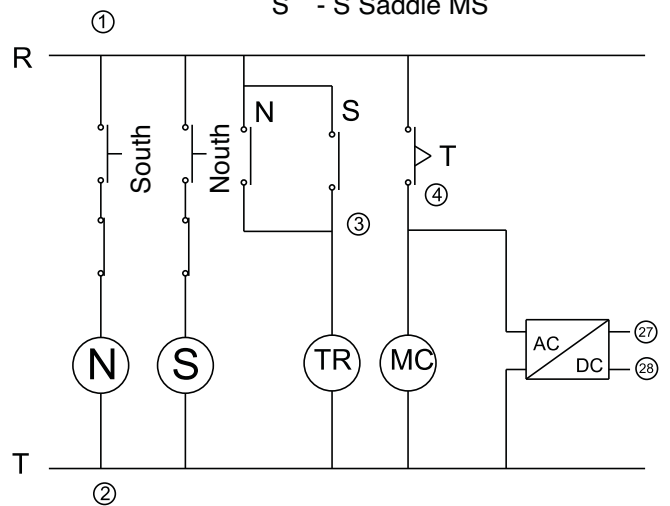 S - S Saddle MS
①
R
South
Nouth
N
S
T
④
③
N
S
TR
MC
AC
DC
㉗
㉘
T
②